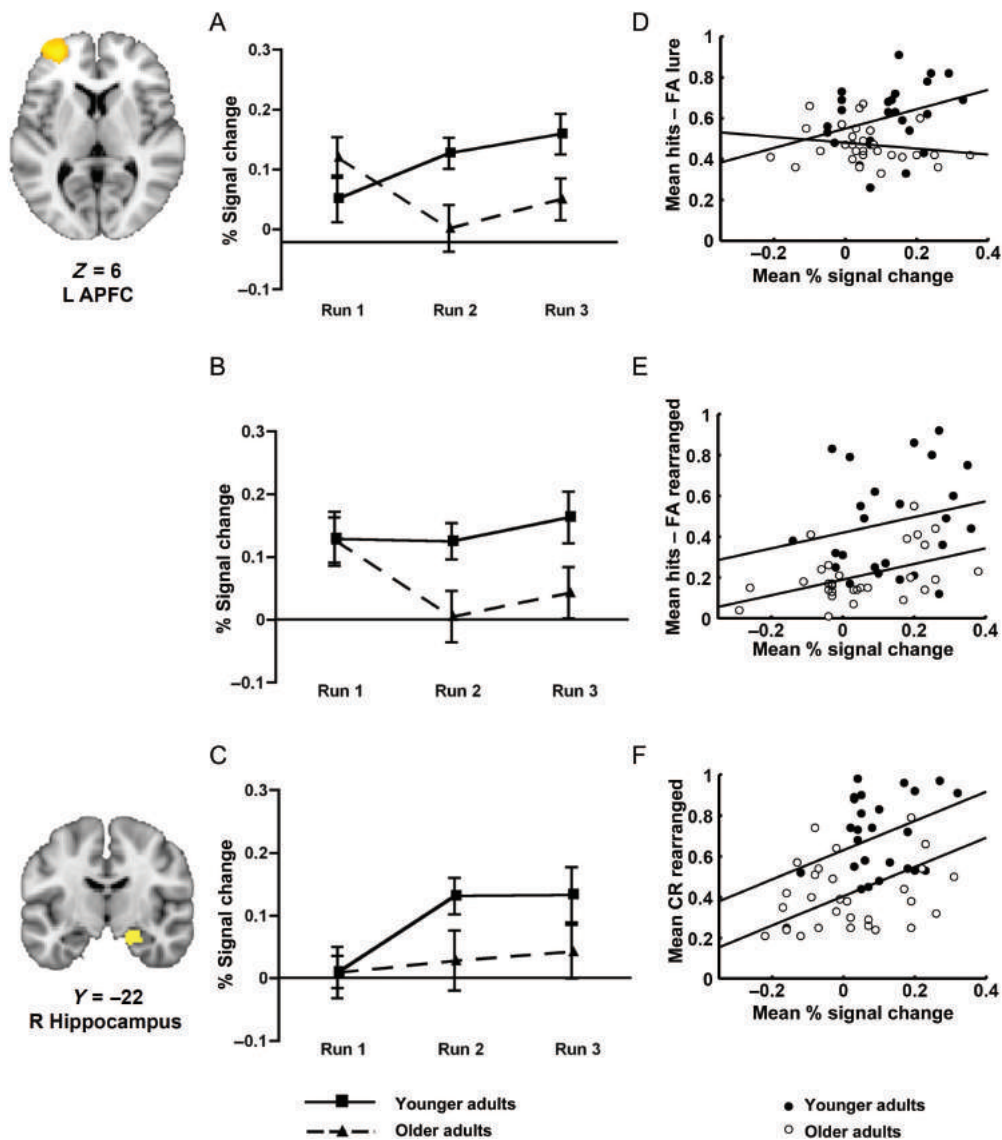 A
0.3
0.2
0.1
0
−0.1
% Signal change
Run 1
Run 2
Run 3
Z = 6
L APFC
D
1
0.8
0.6
0.4
0.2
0
Mean hits – FA lure
−0.2
0
0.2
0.4
Mean % signal change
B
0.3
0.2
0.1
0
−0.1
% Signal change
Run 1
Run 2
Run 3
E
1
0.8
0.6
0.4
0.2
0
Mean hits – FA rearranged
−0.2
0
0.2
0.4
Mean % signal change
C
0.3
0.2
0.1
0
−0.1
% Signal change
Run 1
Run 2
Run 3
Y = −22
R Hippocampus
F
1
0.8
0.6
0.4
0.2
0
Mean CR rearranged
−0.2
0
0.2
0.4
Mean % signal change
Younger adults
Older adults
Younger adults
Older adults